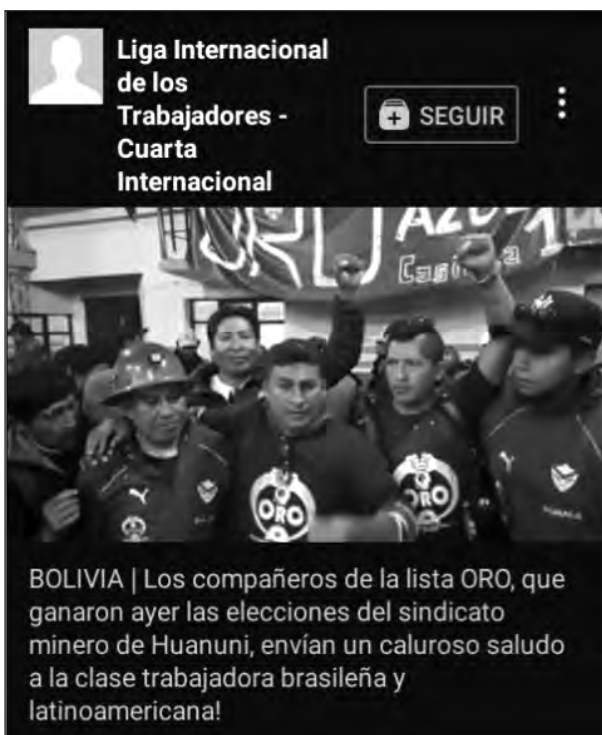 Liga Internacional
de los
Trabajadores -
Cuarta
Internacional
SEGUIR
ORO
ORO
BOLIVIA | Los compañeros de la lista ORO, que
ganaron ayer las elecciones del sindicato
minero de Huanuni, envían un caluroso saludo
a la clase trabajadora brasileña y
latinoamericana!